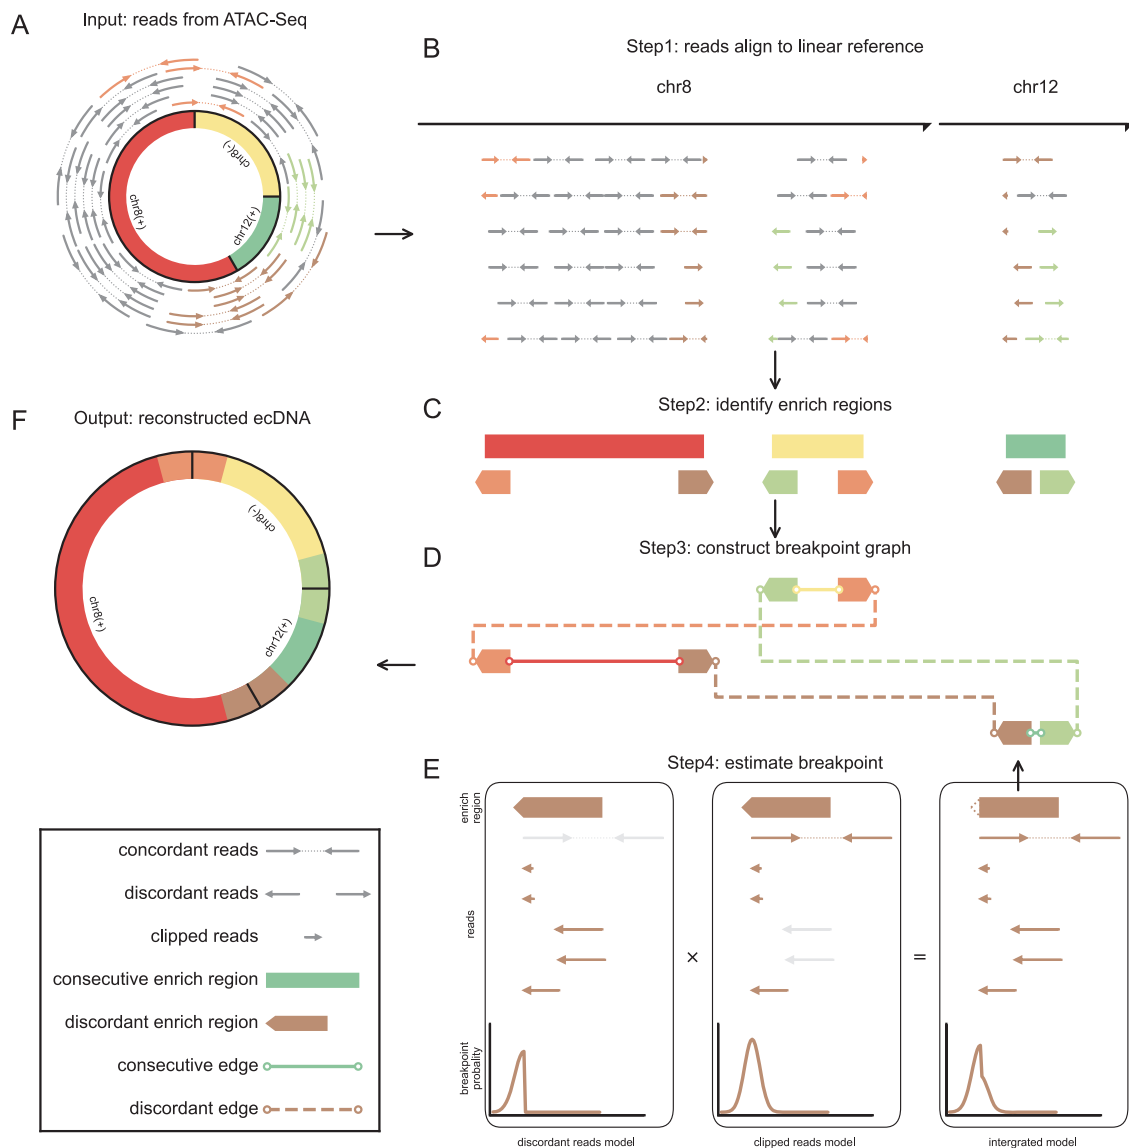 A
Input: reads from ATAC-Seq
chr8(-)
chr8(+)
chr12(+)
B
Step1: reads align to linear reference
chr8
chr12
C
Step2: identify enrich regions
D
Step3: construct breakpoint graph
F
Output: reconstructed ecDNA
chr8(-)
chr8(+)
chr12(+)
E
Step4: estimate breakpoint
enrich
region
reads
breakpoint
probality
×
=
discordant reads model
clipped reads model
intergrated model
concordant reads
discordant reads
clipped reads
consecutive enrich region
discordant enrich region
consecutive edge
discordant edge